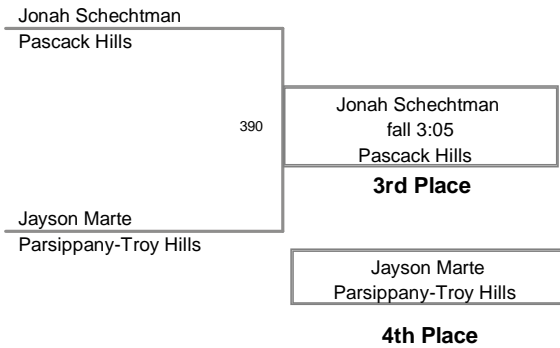 Jonah Schechtman
Pascack Hills
390
Jonah Schechtman
fall 3:05
Pascack Hills
3rd Place
Jayson Marte
Parsippany-Troy Hills
Jayson Marte
Parsippany-Troy Hills
4th Place